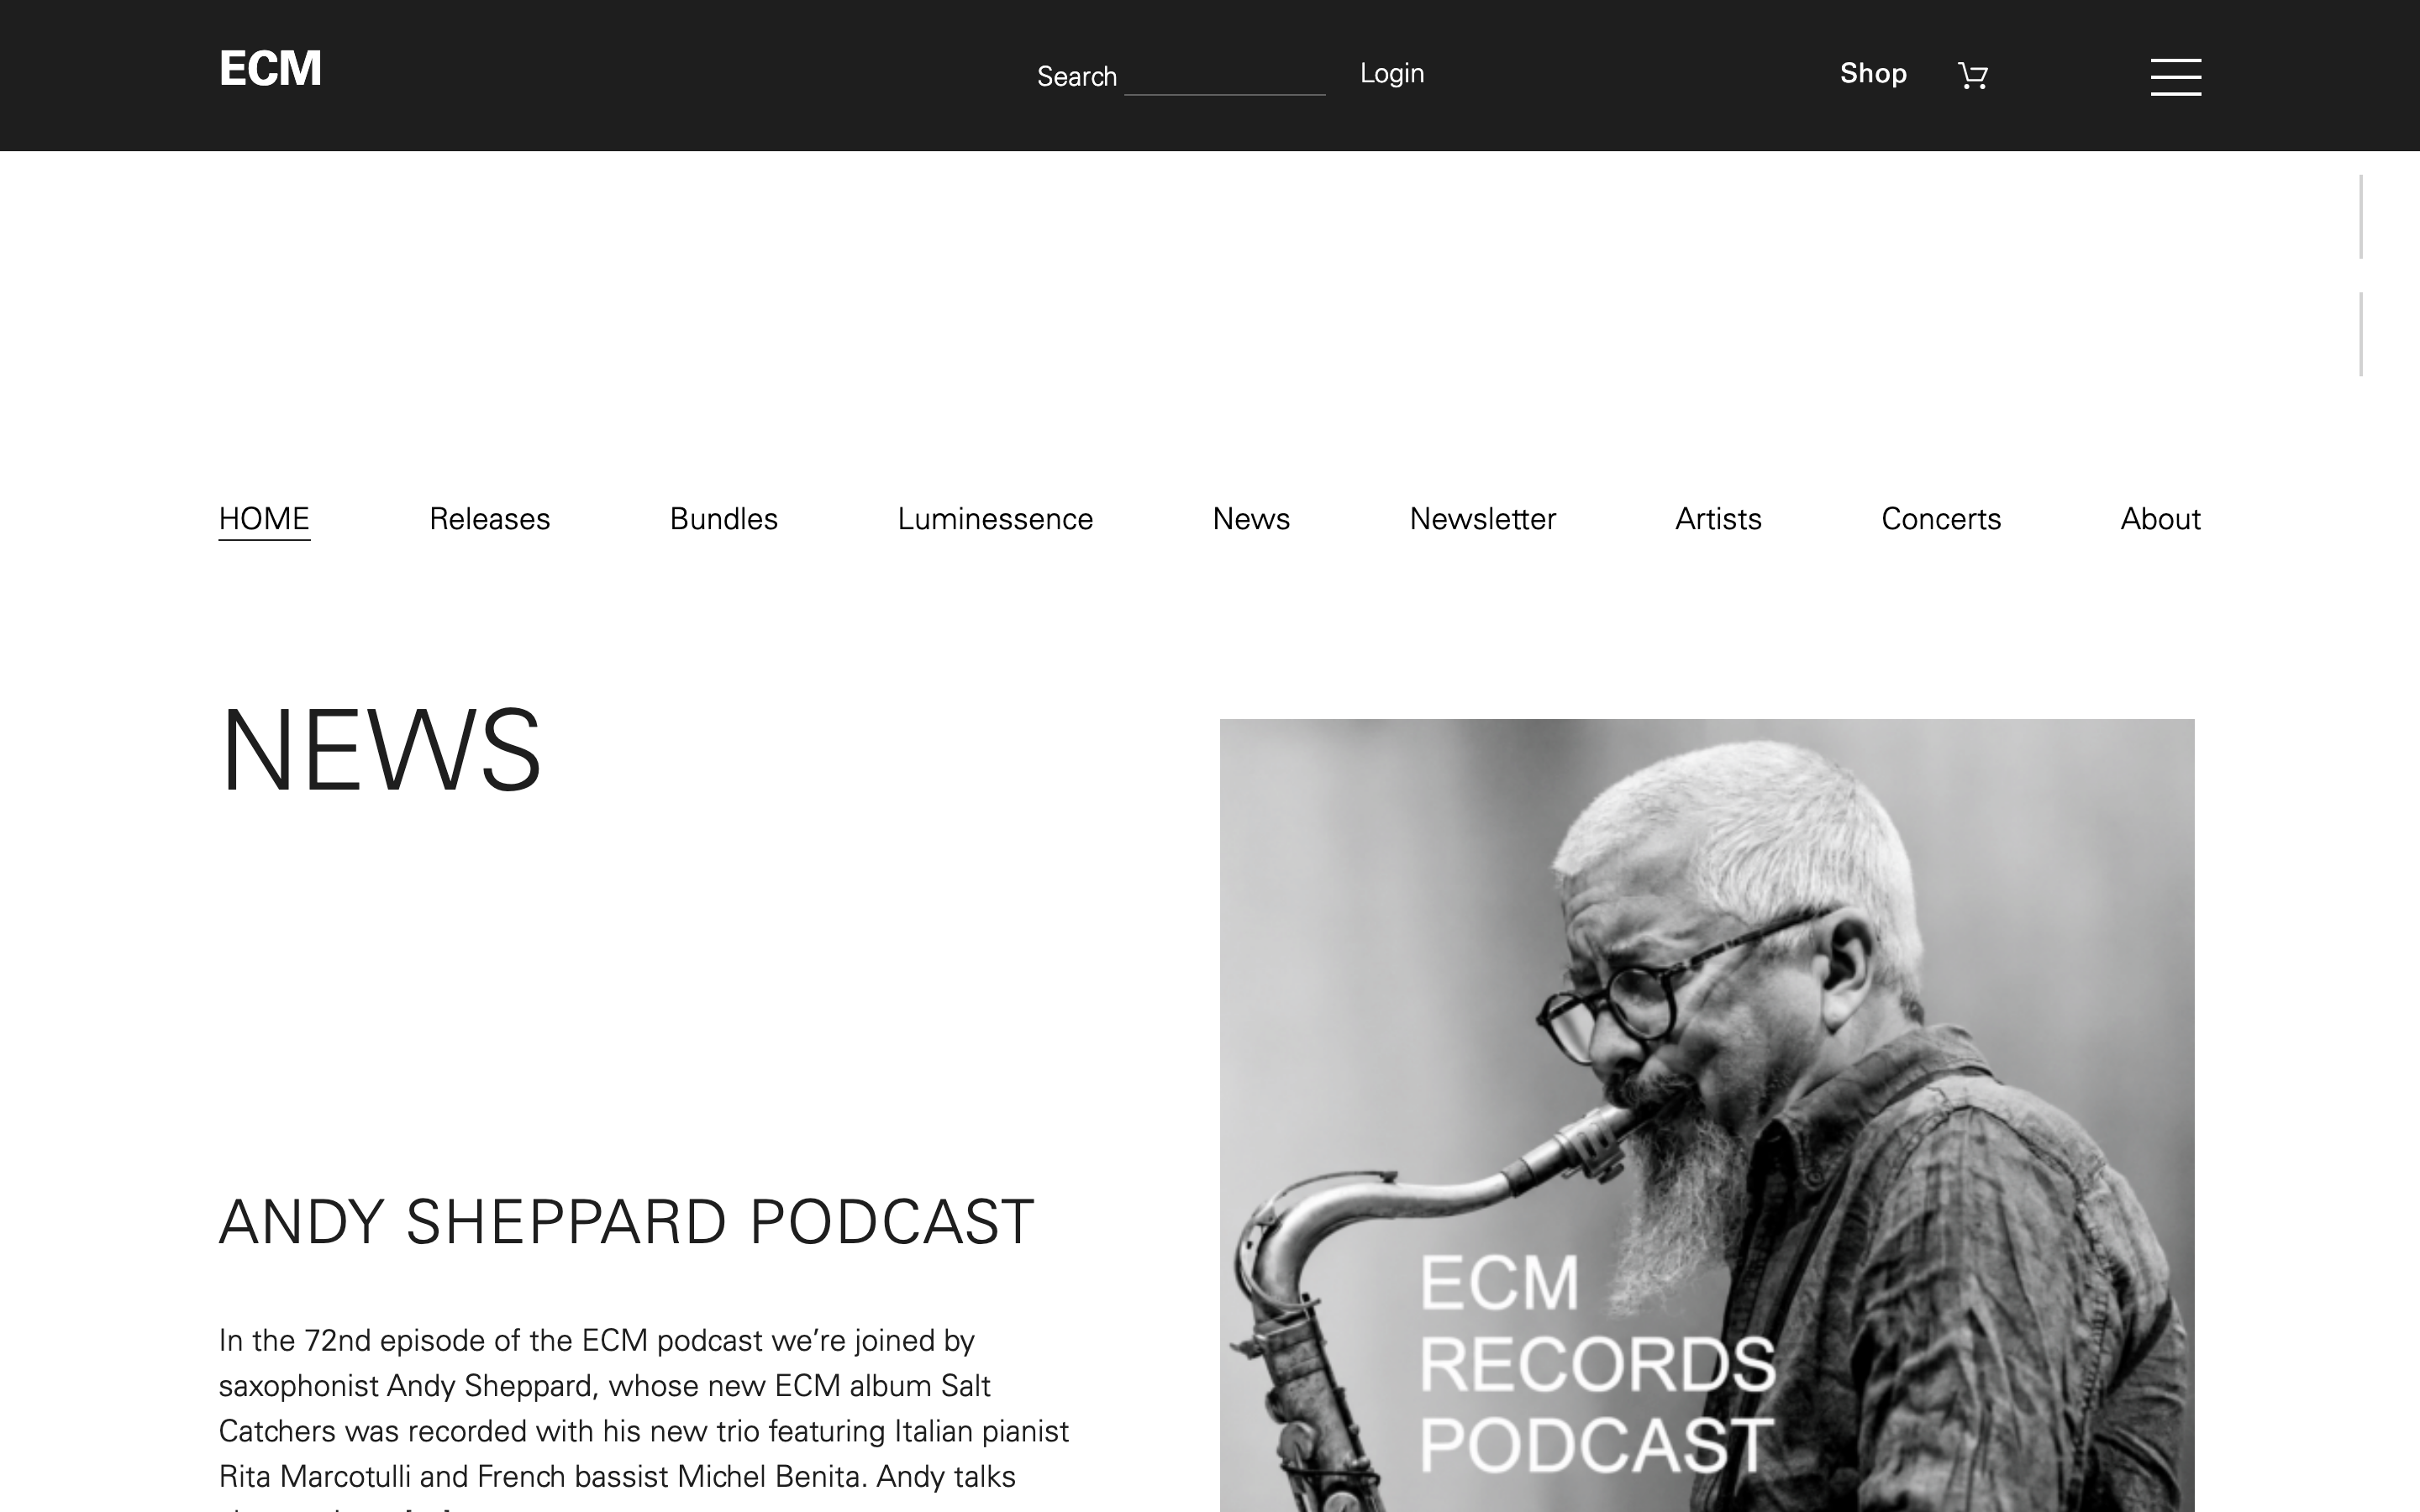 ECM
Search
Login
Shop
HOME
Releases
Bundles
Luminessence
News
Newsletter
Artists
Concerts
About
NEWS
ANDY SHEPPARD PODCAST
In the 72nd episode of the ECM podcast we’re joined by
saxophonist Andy Sheppard, whose new ECM album Salt
Catchers was recorded with his new trio featuring Italian pianist
Rita Marcotulli and French bassist Michel Benita. Andy talks
ECM
RECORDS
PODCAST